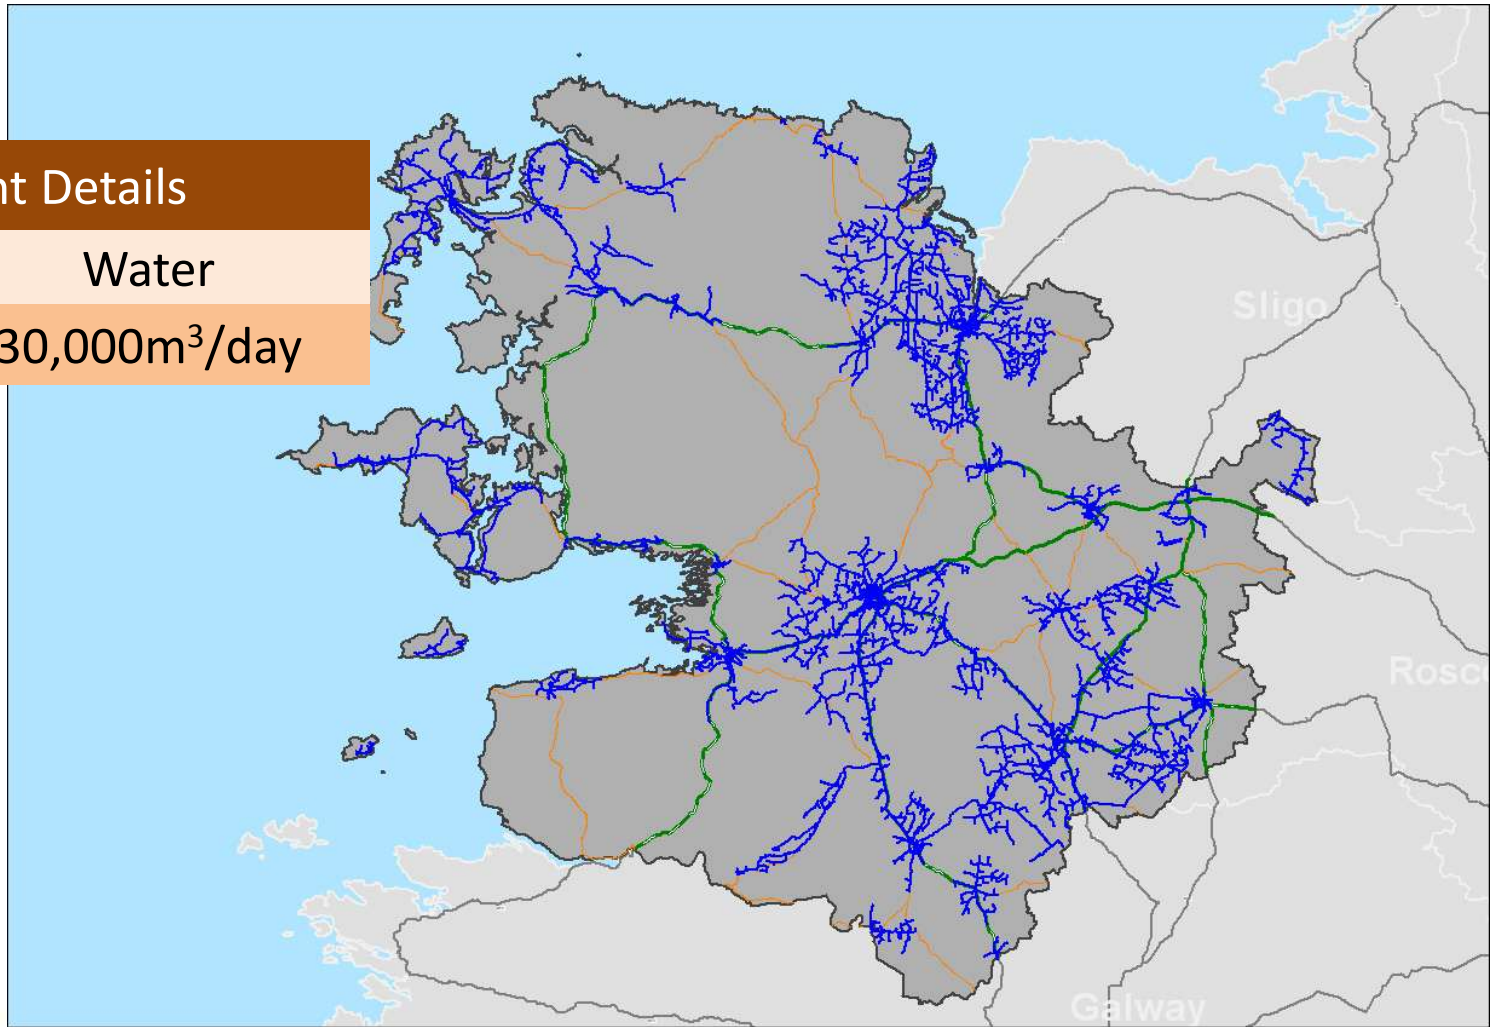 nt Details
Water
30,000m³/day
Sligo
Rosc
Galway